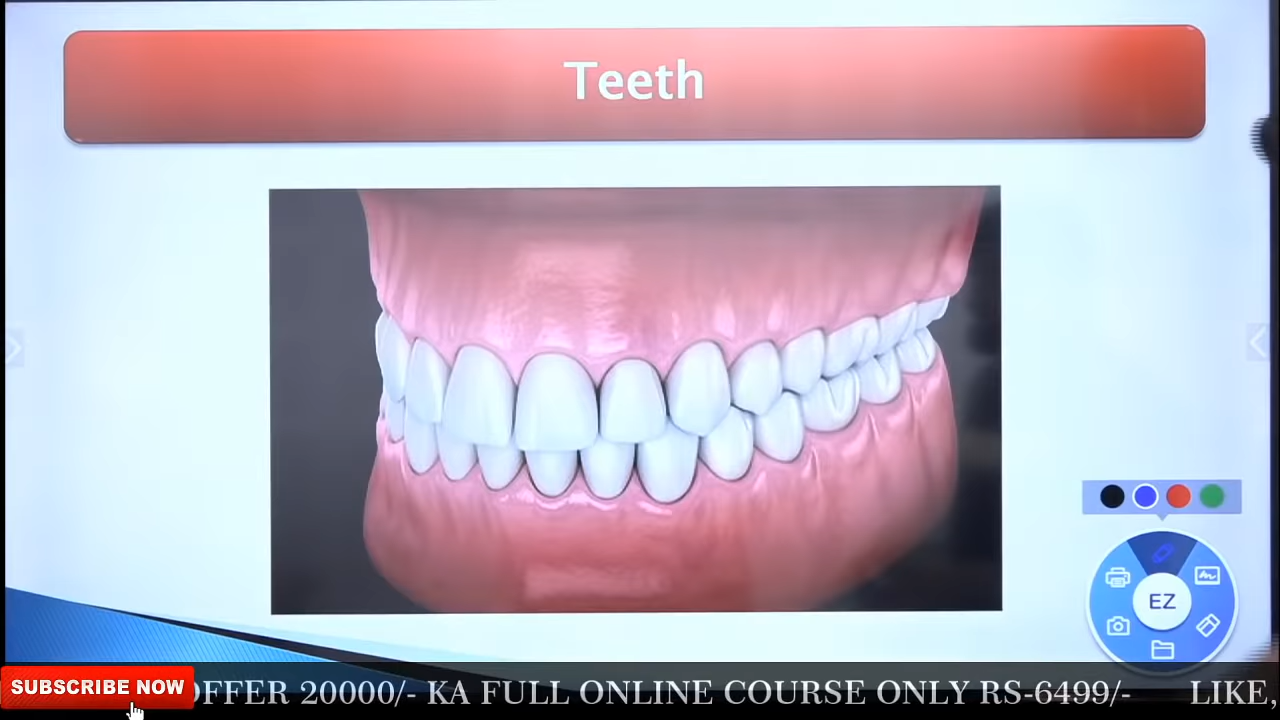 Teeth
EZ
SUBSCRIBE NOW
OFFER 20000/- KA FULL ONLINE COURSE ONLY RS-6499/- LIKE,